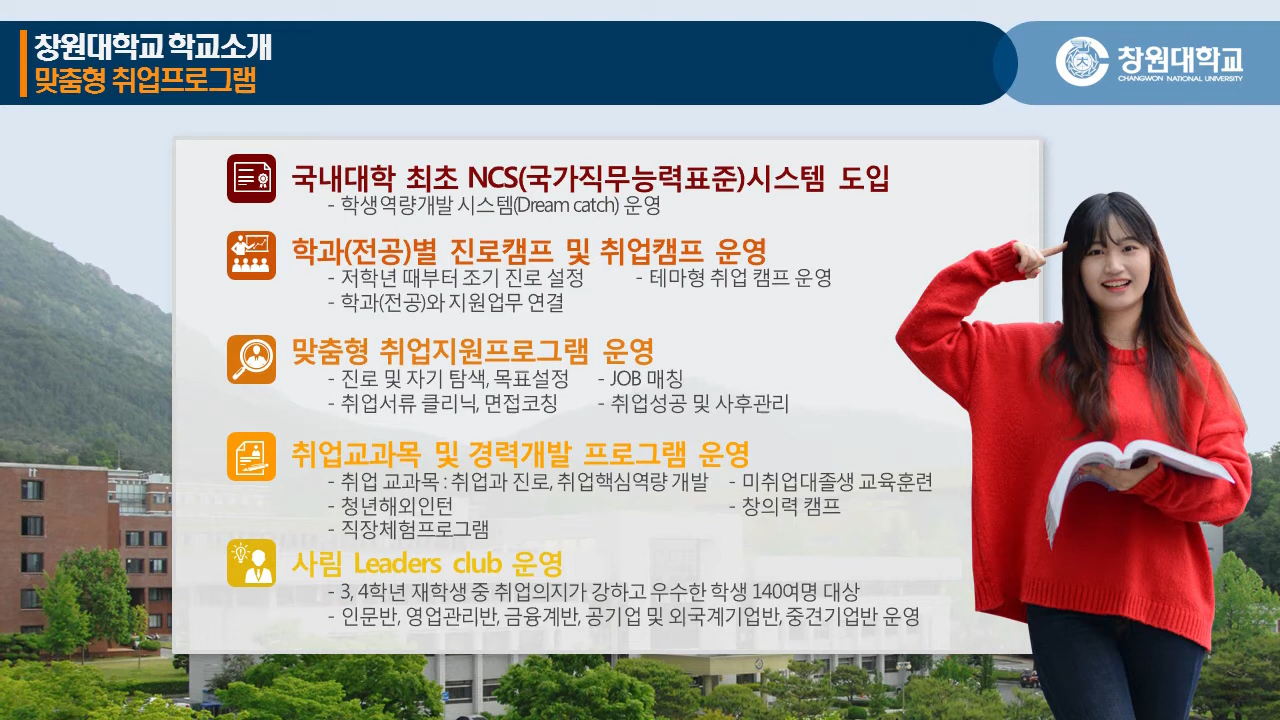 창원대학교 학교소개
맞춤형 취업프로그램
창원대학교
CHANGWON NATIONAL UNIVERSITY
국내대학 최초 NCS(국가직무능력표준)시스템 도입
- 학생역량개발 시스템(Dream catch) 운영
학과(전공)별 진로캠프 및 취업캠프 운영
- 저학년 때부터 조기 진로 설정 - 테마형 취업 캠프 운영
- 학과(전공)와 지원업무 연결
맞춤형 취업지원프로그램 운영
- 진로 및 자기 탐색, 목표설정 - JOB 매칭
- 취업서류 클리닉, 면접코칭 - 취업성공 및 사후관리
취업교과목 및 경력개발 프로그램 운영
- 취업 교과목 : 취업과 진로, 취업핵심역량 개발 - 미취업대졸생 교육훈련
- 청년해외인턴 - 창의력 캠프
- 직장체험프로그램
사림 Leaders club 운영
- 3, 4학년 재학생 중 취업의지가 강하고 우수한 학생 140여명 대상
- 인문반, 영업관리반, 금융계반, 공기업 및 외국계기업반, 중견기업반 운영